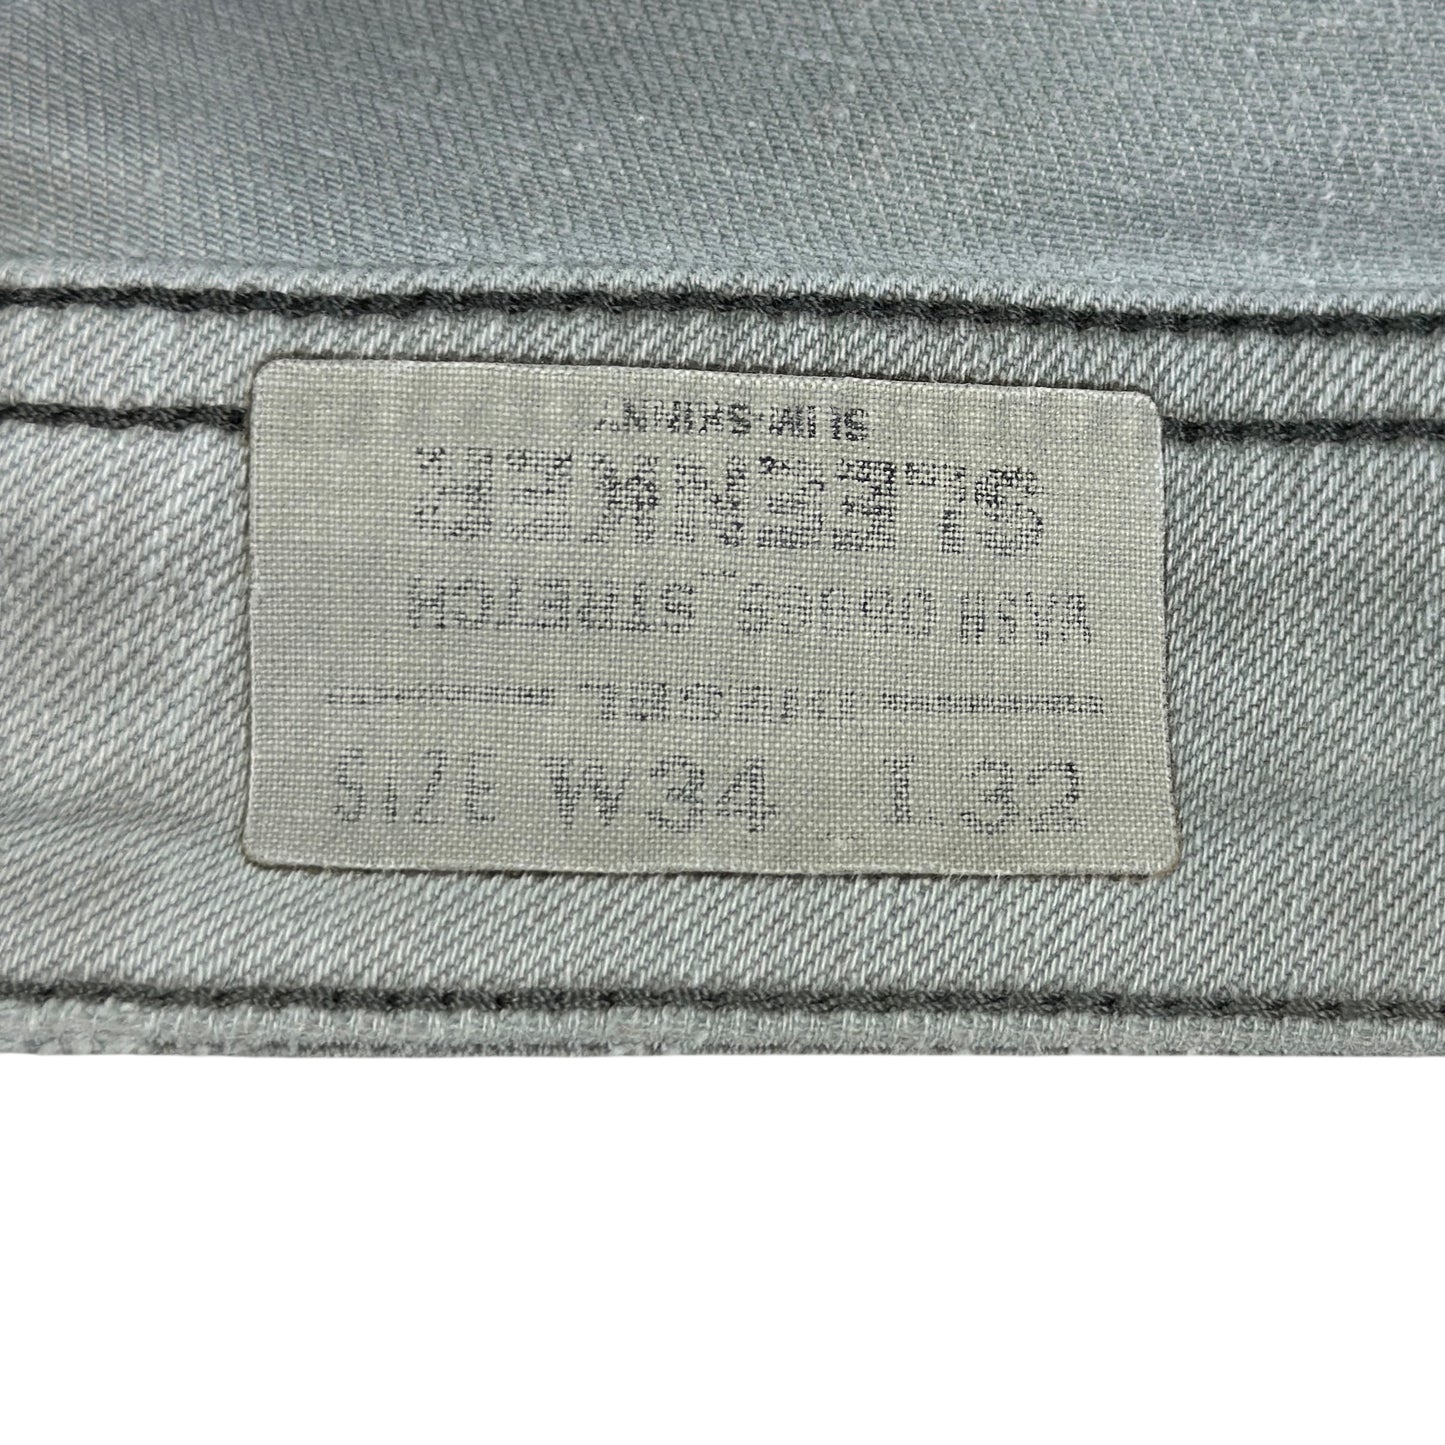 SLIM-SKINNY
SLEENKER
WASH STRETCH
DIESEL
SIZE W34 L32